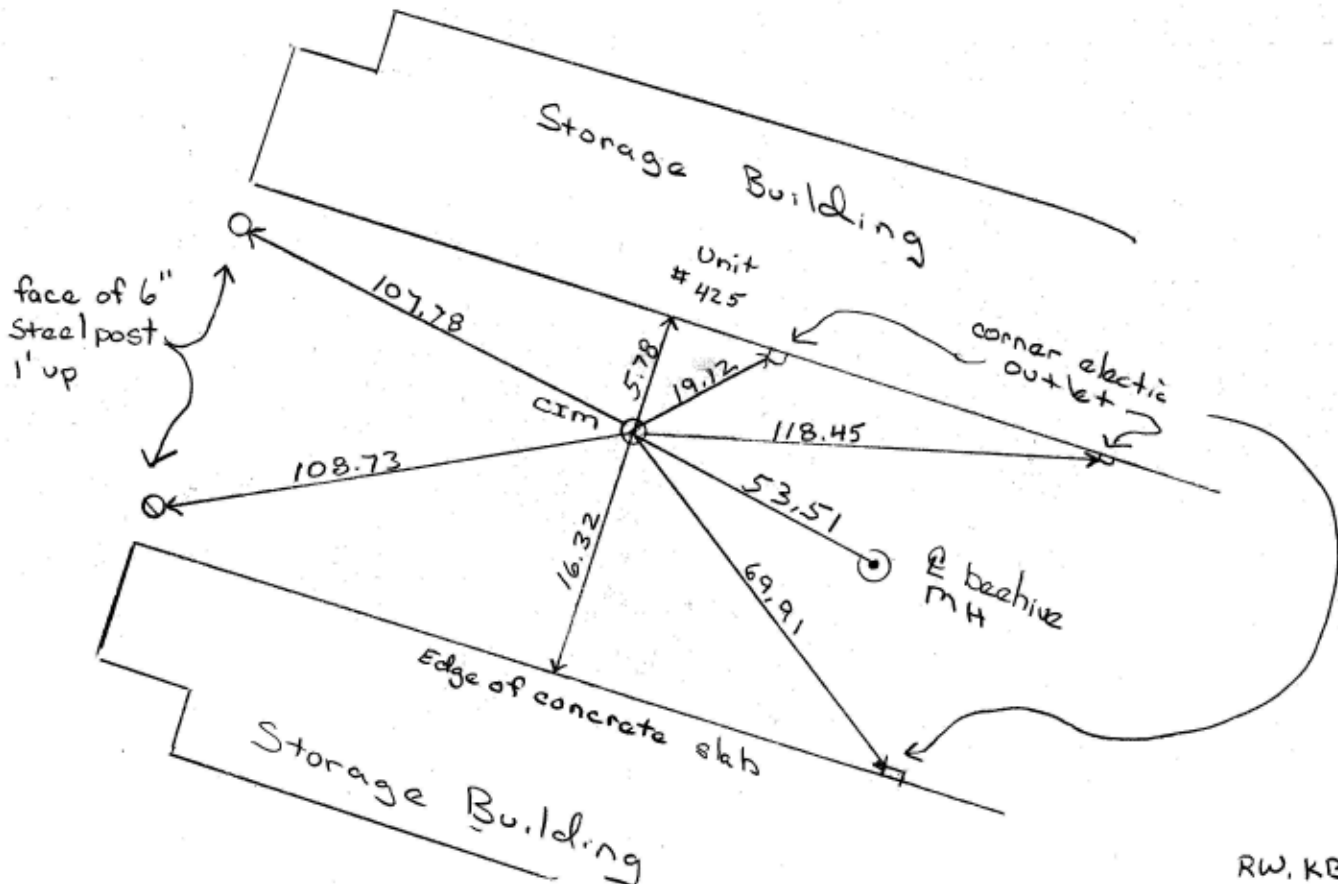 Storage Building
Unit
# 425
face of 6"
Steel post
1' up
107.78
5.78
19.12
corner electic
outlet
CIM
118.45
108.73
53.51
16.32
69.91
℄ beehive
MH
Edge of concrete slab
Storage Building
RW, KB